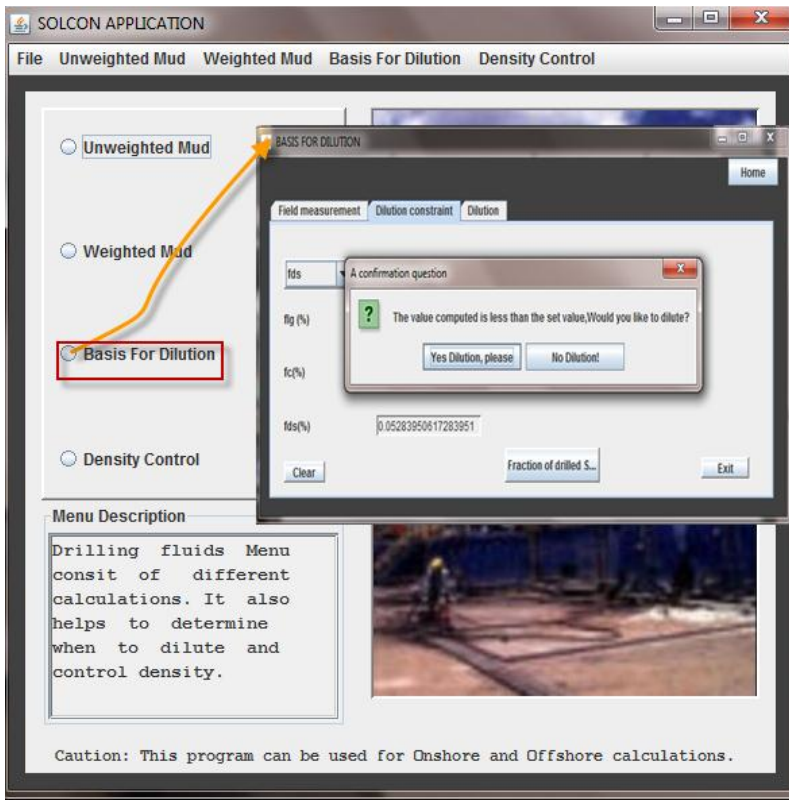 SOLCON APPLICATION
File Unweighted Mud Weighted Mud Basis For Dilution Density Control
Unweighted Mud
Weighted Mud
Basis For Dilution
Density Control
BASIS FOR DILUTION
Home
Field measurement Dilution constraint Dilution
fds
A confirmation question
? The value computed is less than the set value,Would you like to dilute?
Yes Dilution, please No Dilution!
flg (%)
fc(%)
fds(%) 0.05283950617283951
Clear Fraction of drilled S... Exit
Menu Description
Drilling fluids Menu
consit of different
calculations. It also
helps to determine
when to dilute and
control density.
Caution: This program can be used for Onshore and Offshore calculations.